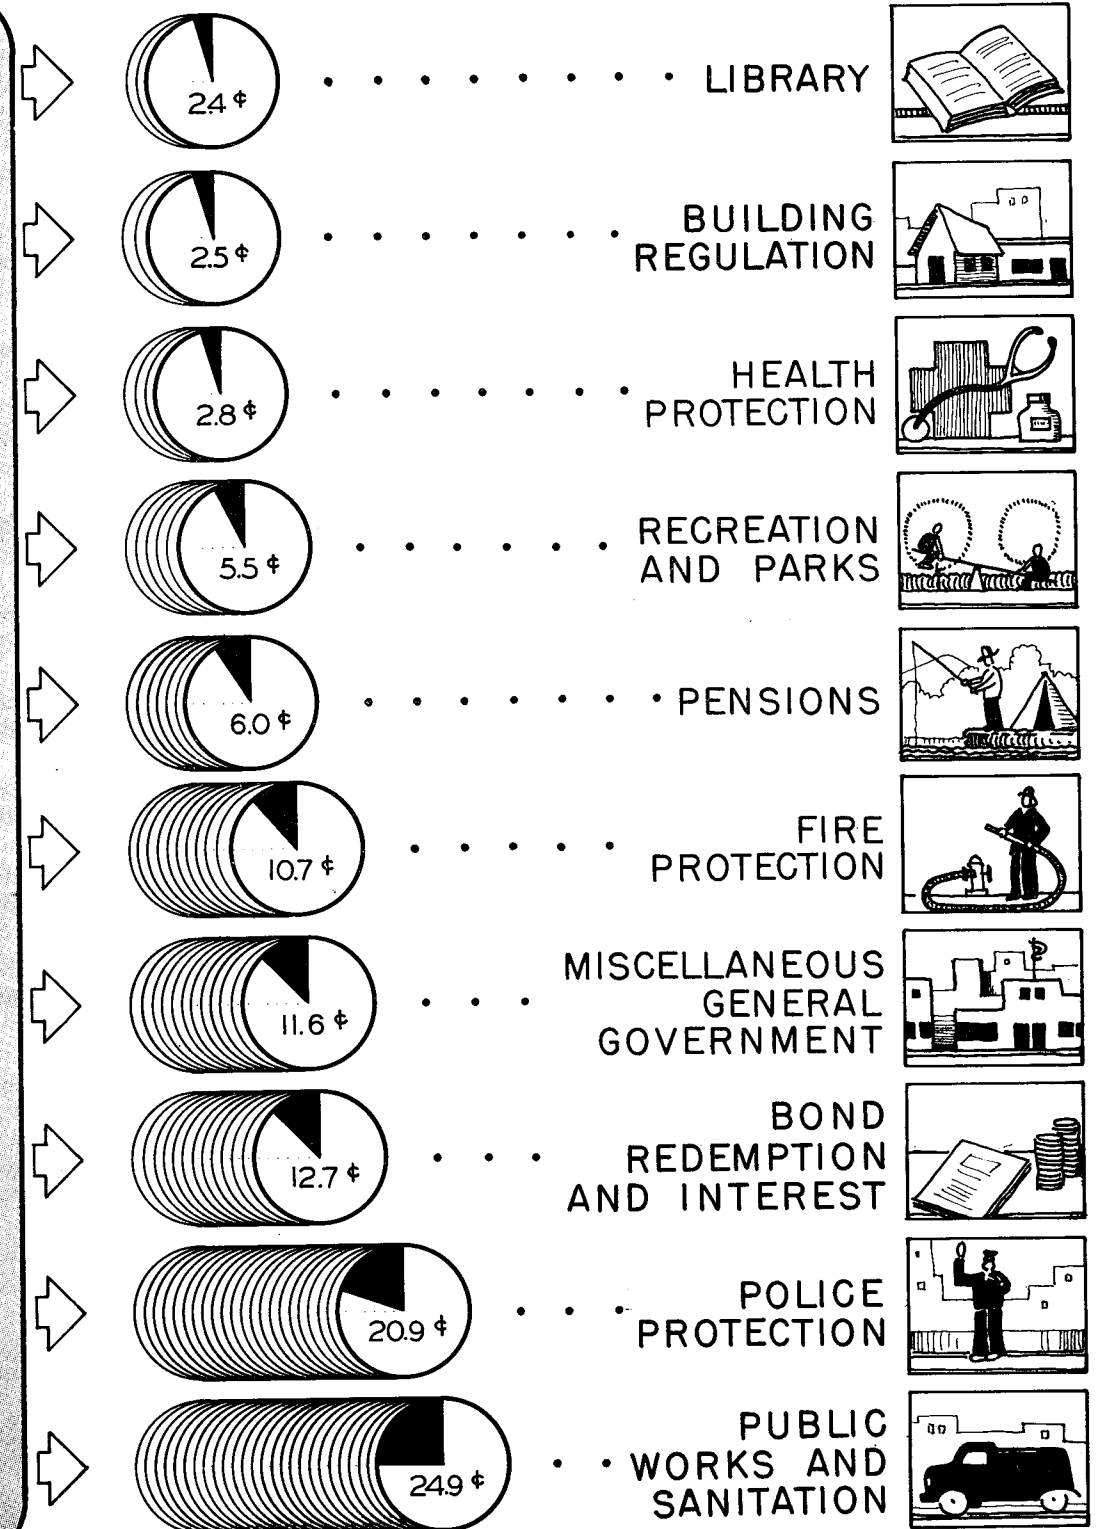 2.4 ¢
LIBRARY
2.5 ¢
BUILDING
REGULATION
2.8 ¢
HEALTH
PROTECTION
5.5 ¢
RECREATION
AND PARKS
6.0 ¢
PENSIONS
10.7 ¢
FIRE
PROTECTION
11.6 ¢
MISCELLANEOUS
GENERAL
GOVERNMENT
12.7 ¢
BOND
REDEMPTION
AND INTEREST
20.9 ¢
POLICE
PROTECTION
24.9 ¢
PUBLIC
WORKS AND
SANITATION